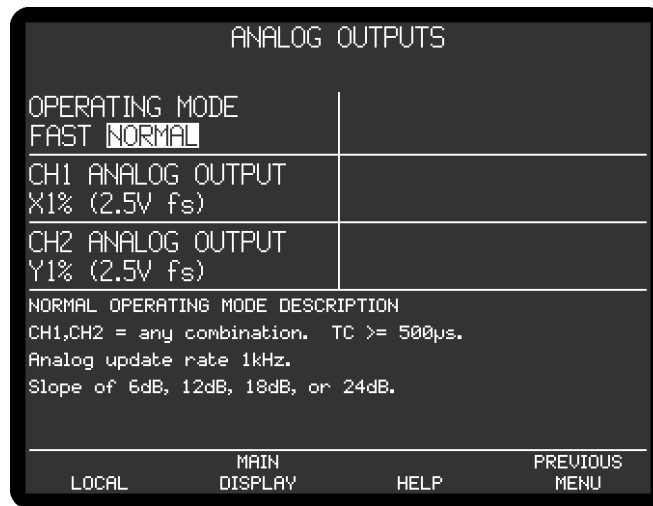 ANALOG OUTPUTS
OPERATING MODE
FAST NORMAL
CH1 ANALOG OUTPUT
X1% (2.5V fs)
CH2 ANALOG OUTPUT
Y1% (2.5V fs)
NORMAL OPERATING MODE DESCRIPTION
CH1,CH2 = any combination. TC >= 500μs.
Analog update rate 1kHz.
Slope of 6dB, 12dB, 18dB, or 24dB.
LOCAL
MAIN
DISPLAY
HELP
PREVIOUS
MENU